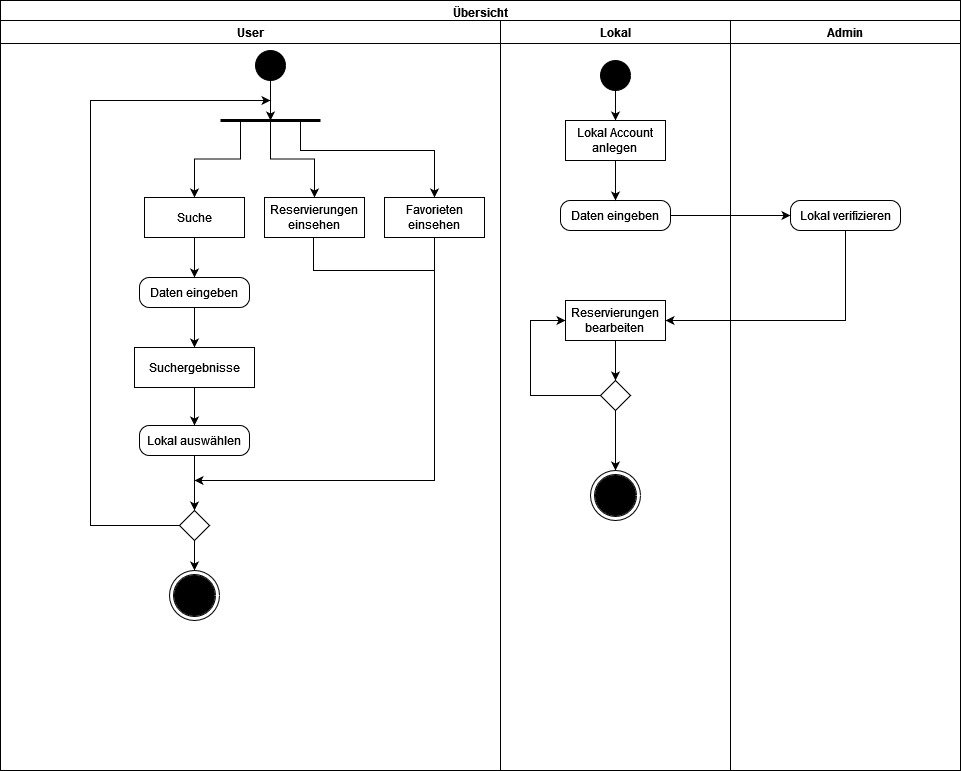 Übersicht
User
Lokal
Admin
Suche
Reservierungen
einsehen
Favorieten
einsehen
Daten eingeben
Suchergebnisse
Lokal auswählen
Lokal Account
anlegen
Daten eingeben
Reservierungen
bearbeiten
Lokal verifizieren